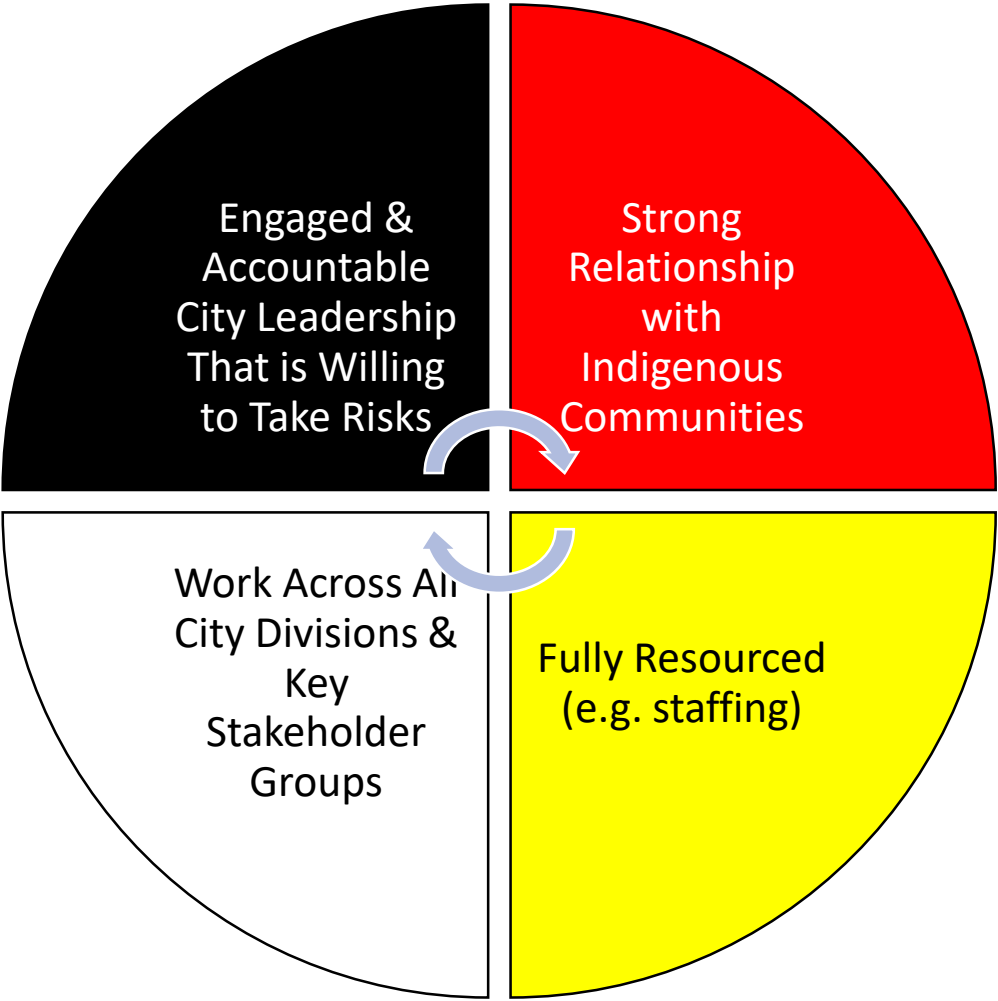 Engaged &
Accountable
City Leadership
That is Willing
to Take Risks
Strong
Relationship
with
Indigenous
Communities
Work Across All
City Divisions &
Key
Stakeholder
Groups
Fully Resourced
(e.g. staffing)